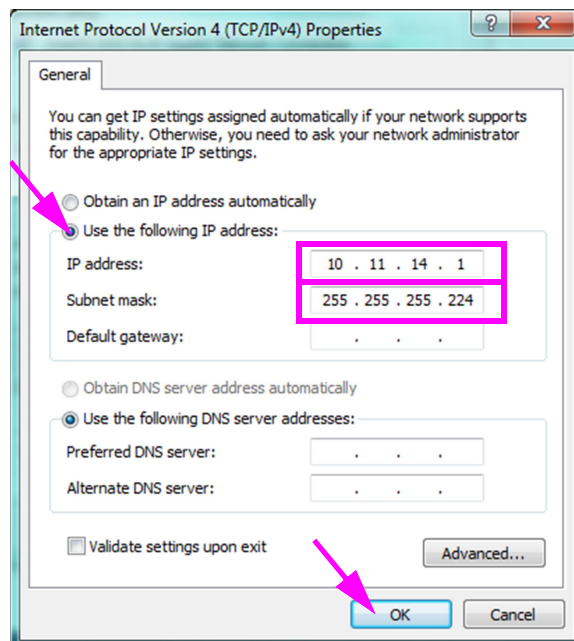 Internet Protocol Version 4 (TCP/IPv4) Properties
?
General
You can get IP settings assigned automatically if your network supports
this capability. Otherwise, you need to ask your network administrator
for the appropriate IP settings.
Obtain an IP address automatically
Use the following IP address:
IP address: 10 . 11 . 14 . 1
Subnet mask: 255 . 255 . 255 . 224
Default gateway: . . .
Obtain DNS server address automatically
Use the following DNS server addresses:
Preferred DNS server: . . .
Alternate DNS server: . . .
Validate settings upon exit
Advanced...
OK Cancel